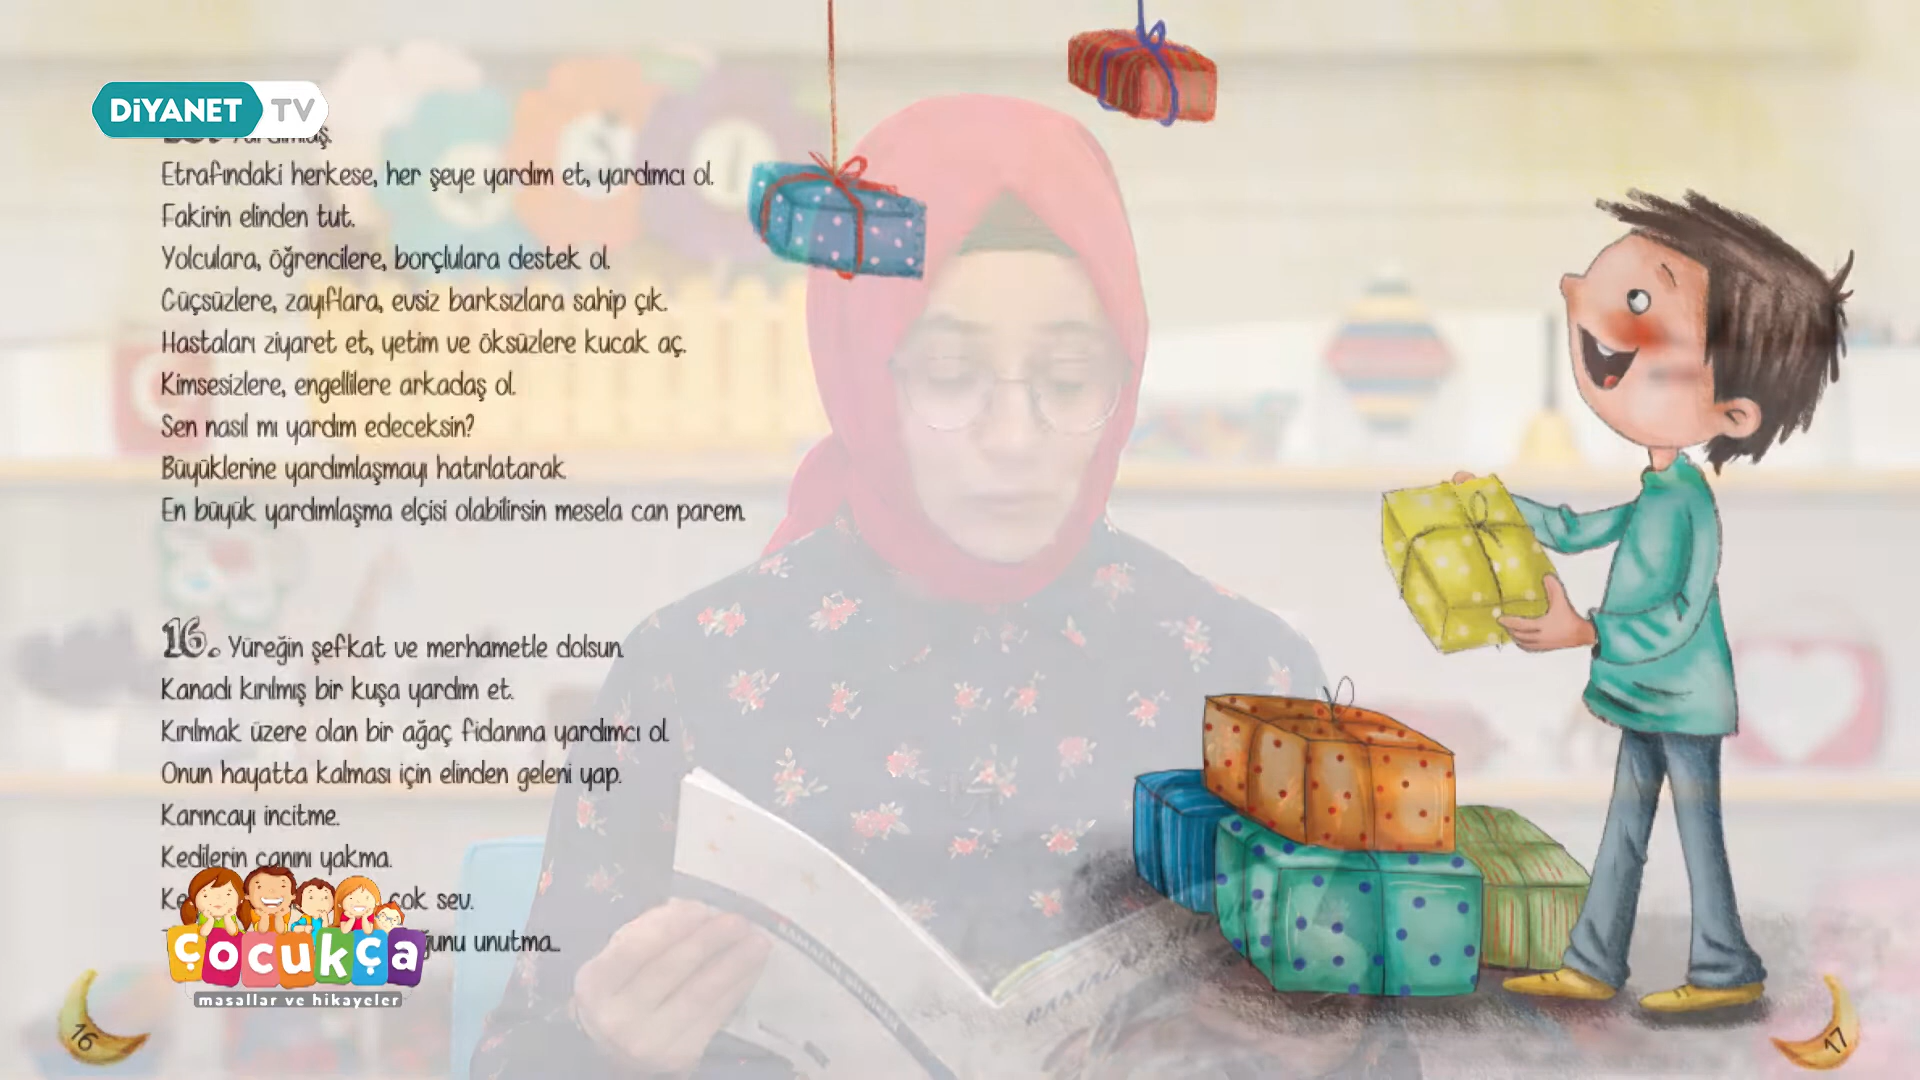 DİYANET TV
Yardımlaş.
Etrafındaki herkese, her şeye yardım et, yardımcı ol.
Fakirin elinden tut.
Yolculara, öğrencilere, borçlulara destek ol.
Güçsüzlere, zayıflara, evsiz barksızlara sahip çık.
Hastaları ziyaret et, yetim ve öksüzlere kucak aç.
Kimsesizlere, engellilere arkadaş ol.
Sen nasıl mı yardım edeceksin?
Büyüklerine yardımlaşmayı hatırlatarak.
En büyük yardımlaşma elçisi olabilirsin mesela can parem.
16. Yüreğin şefkat ve merhametle dolsun.
Kanadı kırılmış bir kuşa yardım et.
Kırılmak üzere olan bir ağaç fidanına yardımcı ol.
Onun hayatta kalması için elinden geleni yap.
Karıncayı incitme.
Kedilerin canını yakma.
çok sev.
unutma...
çocukça
masallar ve hikayeler
16
17